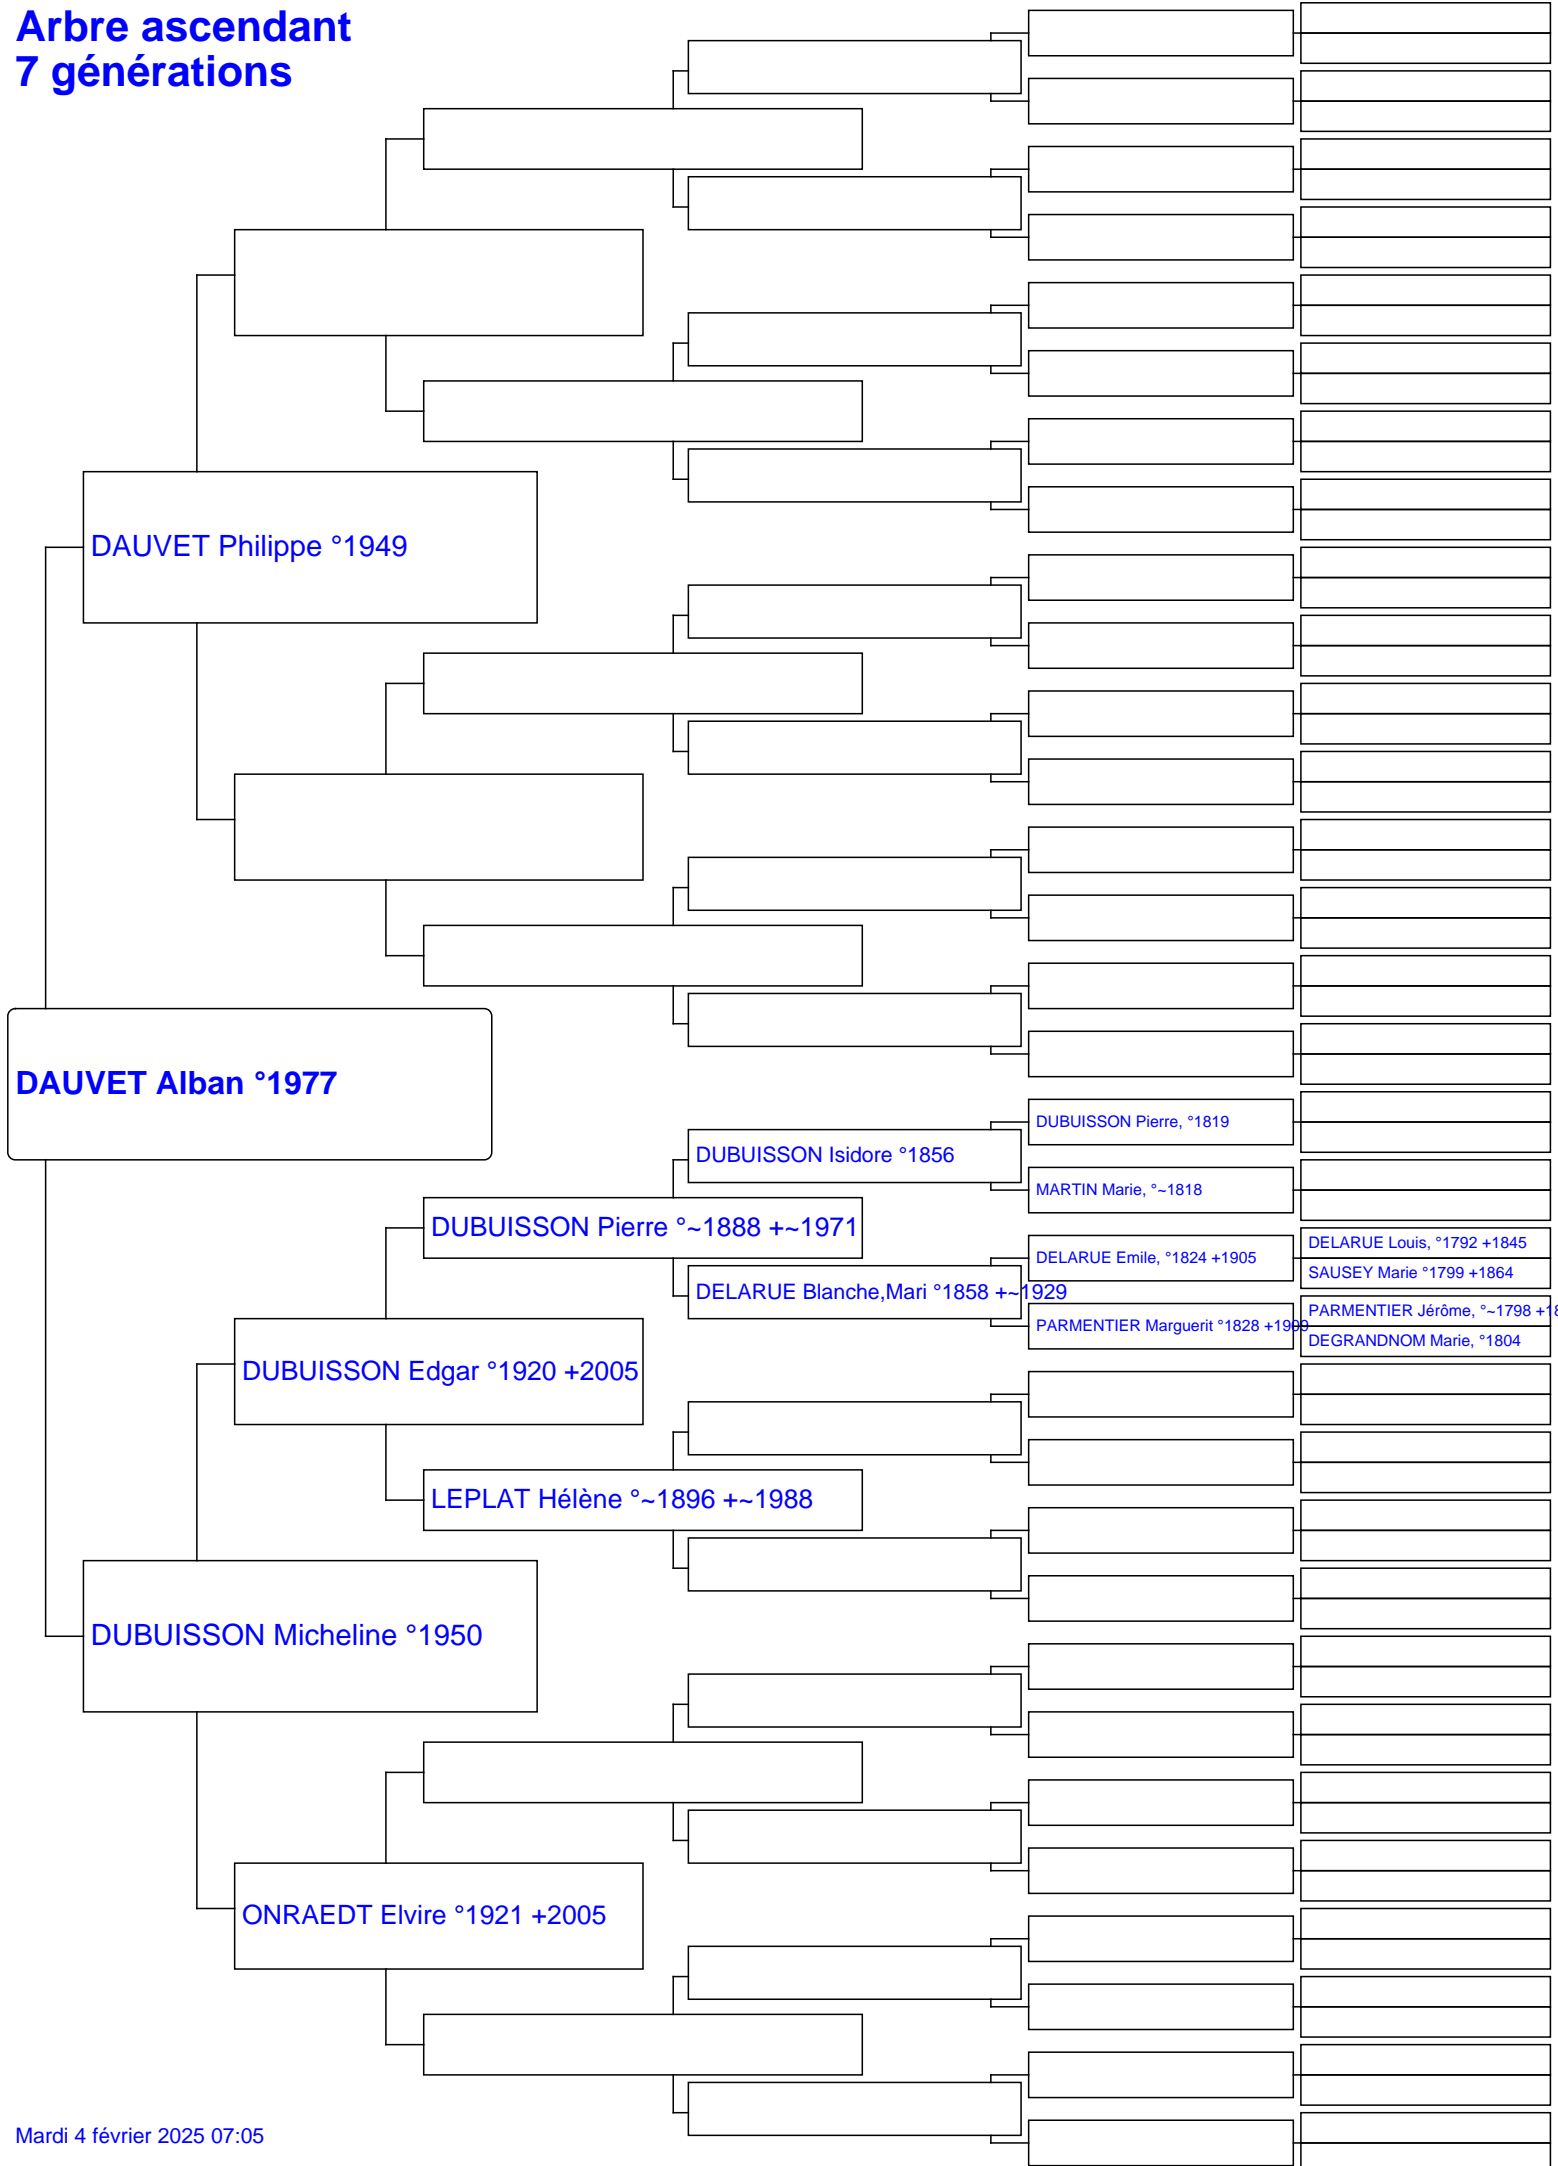 Arbre ascendant
7 générations
DAUVET Philippe °1949
DAUVET Alban °1977
DUBUISSON Pierre, °1819
DUBUISSON Isidore °1856
MARTIN Marie, °~1818
DUBUISSON Pierre °~1888 +~1971
DELARUE Louis, °1792 +1845
DELARUE Emile, °1824 +1905
SAUSEY Marie °1799 +1864
DELARUE Blanche,Mari °1858 +~1929
PARMENTIER Jérôme, °~1798 +18
PARMENTIER Marguerit °1828 +1909
DEGRANDNOM Marie, °1804
DUBUISSON Edgar °1920 +2005
LEPLAT Hélène °~1896 +~1988
DUBUISSON Micheline °1950
ONRAEDT Elvire °1921 +2005
Mardi 4 février 2025 07:05